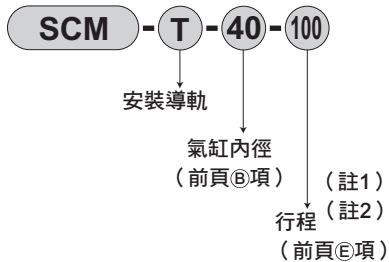 SCM-T-40-100
安裝導軌
氣缸內徑
（前頁Ⓑ項）
（註1）
（註2）
行程
（前頁Ⓔ項）